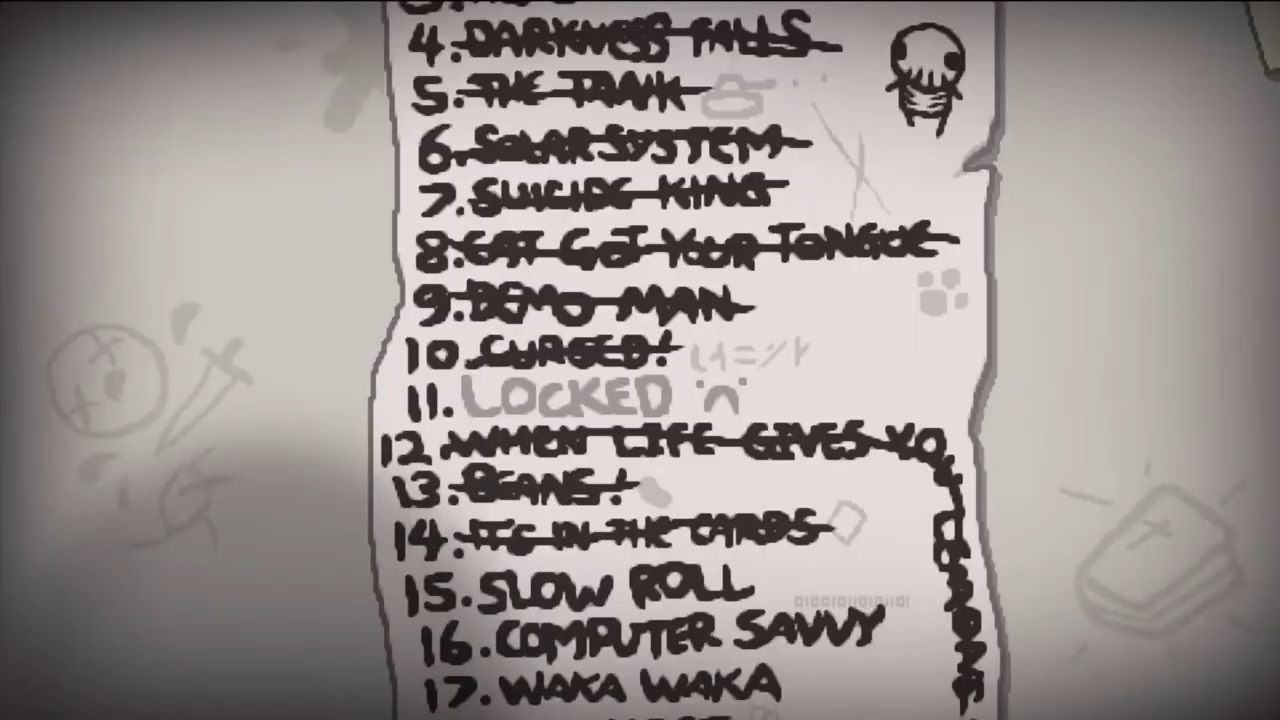 4. DARKNESS FALLS
5. THE TANK
6. SOLAR SYSTEM
7. SUICIDE KING
8. CAT GOT YOUR TONGUE
9. DEMO MAN
10. CURSED!
11. LOCKED
12 WHEN LIFE GIVES YOU LEMONS
13. BEANS!
14. IT'S IN THE CARDS
15. SLOW ROLL
16. COMPUTER SAVVY
17. WAKA WAKA